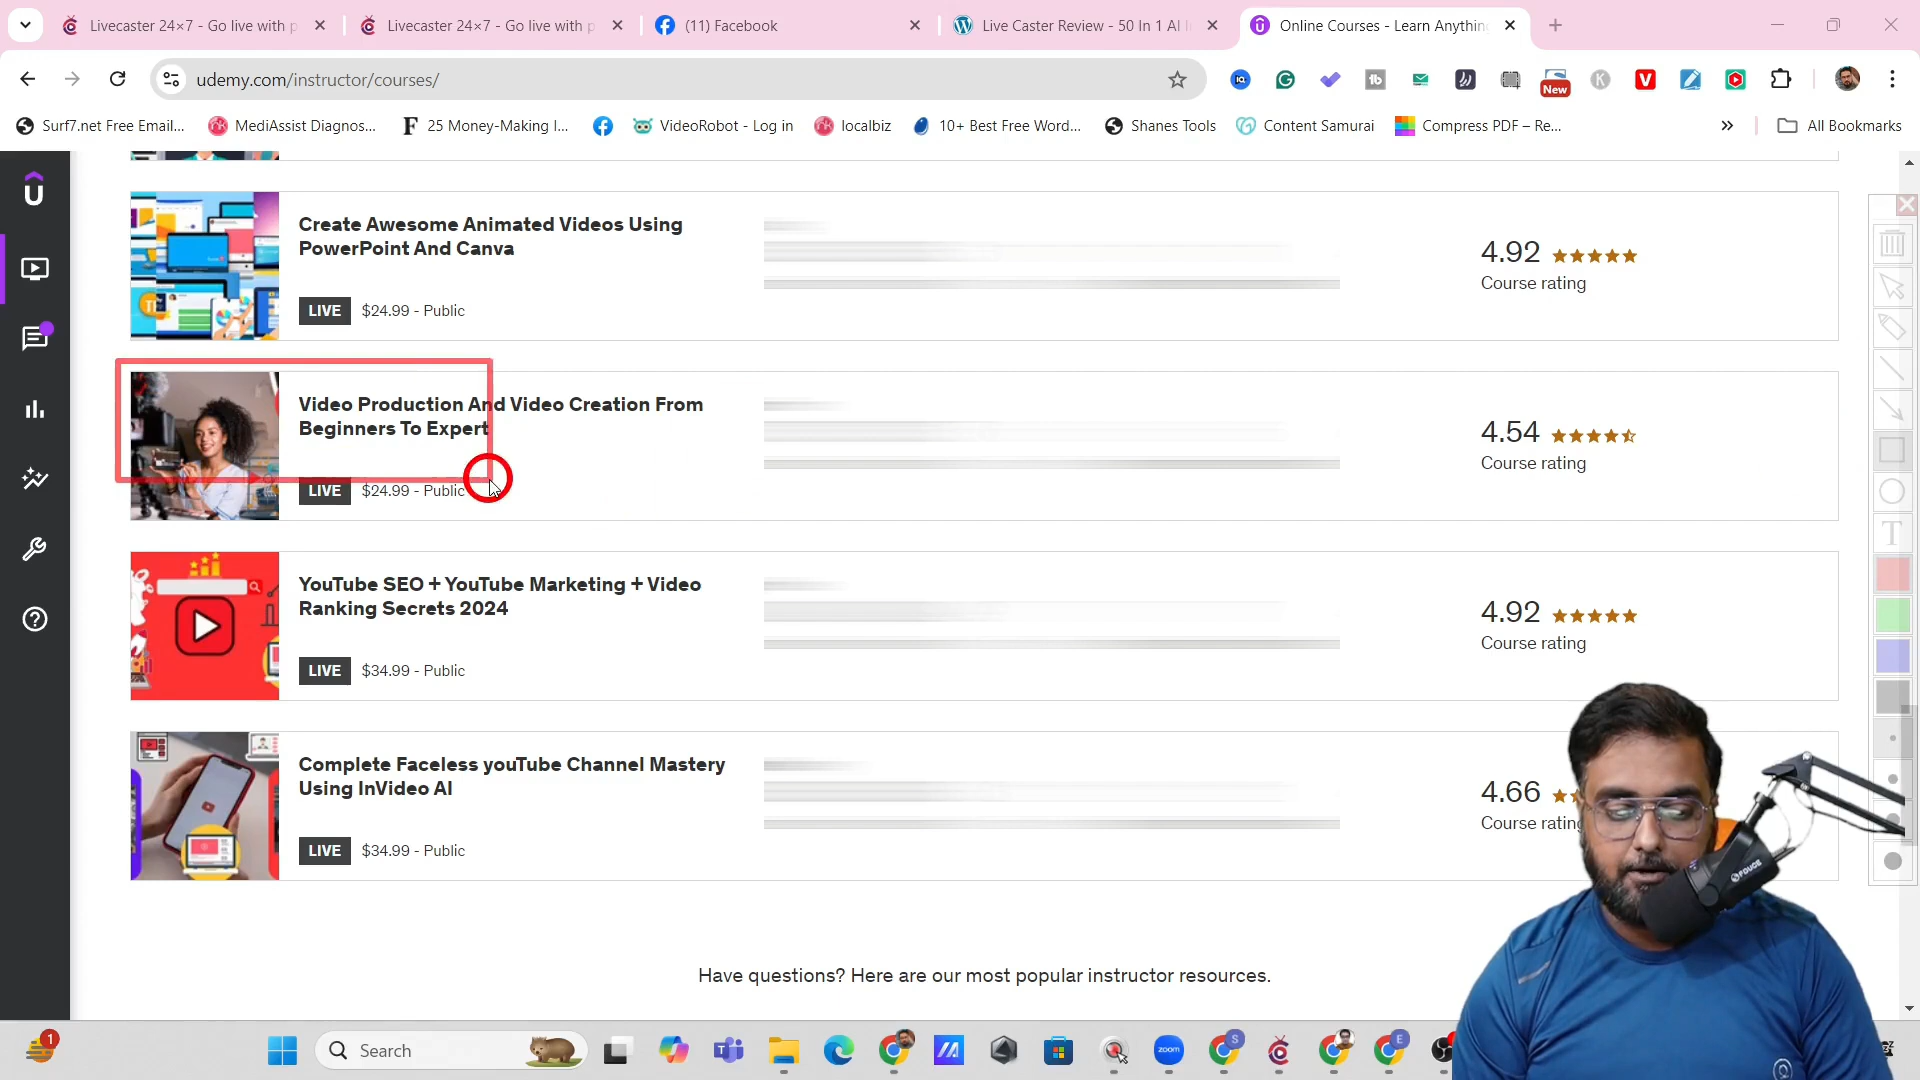 Livecaster 24×7 - Go live with p
Livecaster 24×7 - Go live with p
(11) Facebook
Live Caster Review - 50 In 1 AI I
Online Courses - Learn Anythin
udemy.com/instructor/courses/
New
Surf7.net Free Email...
MediAssist Diagnos...
25 Money-Making I...
VideoRobot - Log in
localbiz
10+ Best Free Word...
Shanes Tools
Content Samurai
Compress PDF – Re...
All Bookmarks
Create Awesome Animated Videos Using
PowerPoint And Canva
LIVE $24.99 - Public
4.92
Course rating
Video Production And Video Creation From
Beginners To Expert
LIVE $24.99 - Public
4.54
Course rating
YouTube SEO + YouTube Marketing + Video
Ranking Secrets 2024
LIVE $34.99 - Public
4.92
Course rating
Complete Faceless youTube Channel Mastery
Using InVideo AI
LIVE $34.99 - Public
4.66
Course rating
Have questions? Here are our most popular instructor resources.
FDUCE
1
Search
zoom
S
E